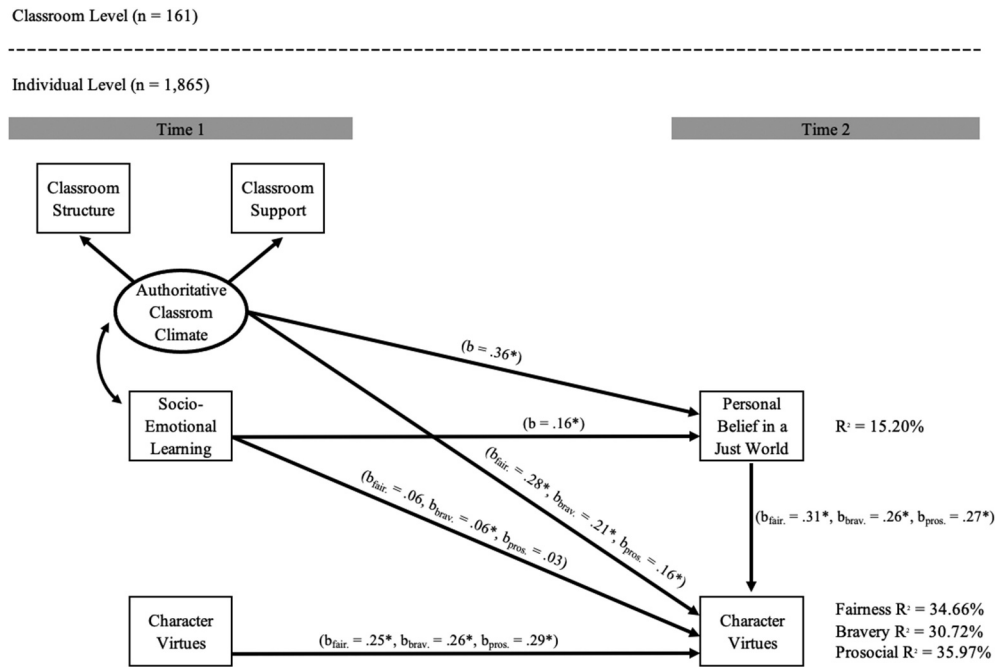 Classroom Level (n = 161)
Individual Level (n = 1,865)
Time 1
Time 2
Classroom
Structure
Classroom
Support
Authoritative
Classrom
Climate
(b = .36*)
Socio-
Emotional
Learning
(b = .16*)
Personal
Belief in a
Just World
R² = 15.20%
(bfair. = .28*, bbrav. = .21*, bpros. = .16*)
(bfair. = .06, bbrav. = .06*, bpros. = .03)
(bfair. = .31*, bbrav. = .26*, bpros. = .27*)
Character
Virtues
(bfair. = .25*, bbrav. = .26*, bpros. = .29*)
Character
Virtues
Fairness R² = 34.66%
Bravery R² = 30.72%
Prosocial R² = 35.97%